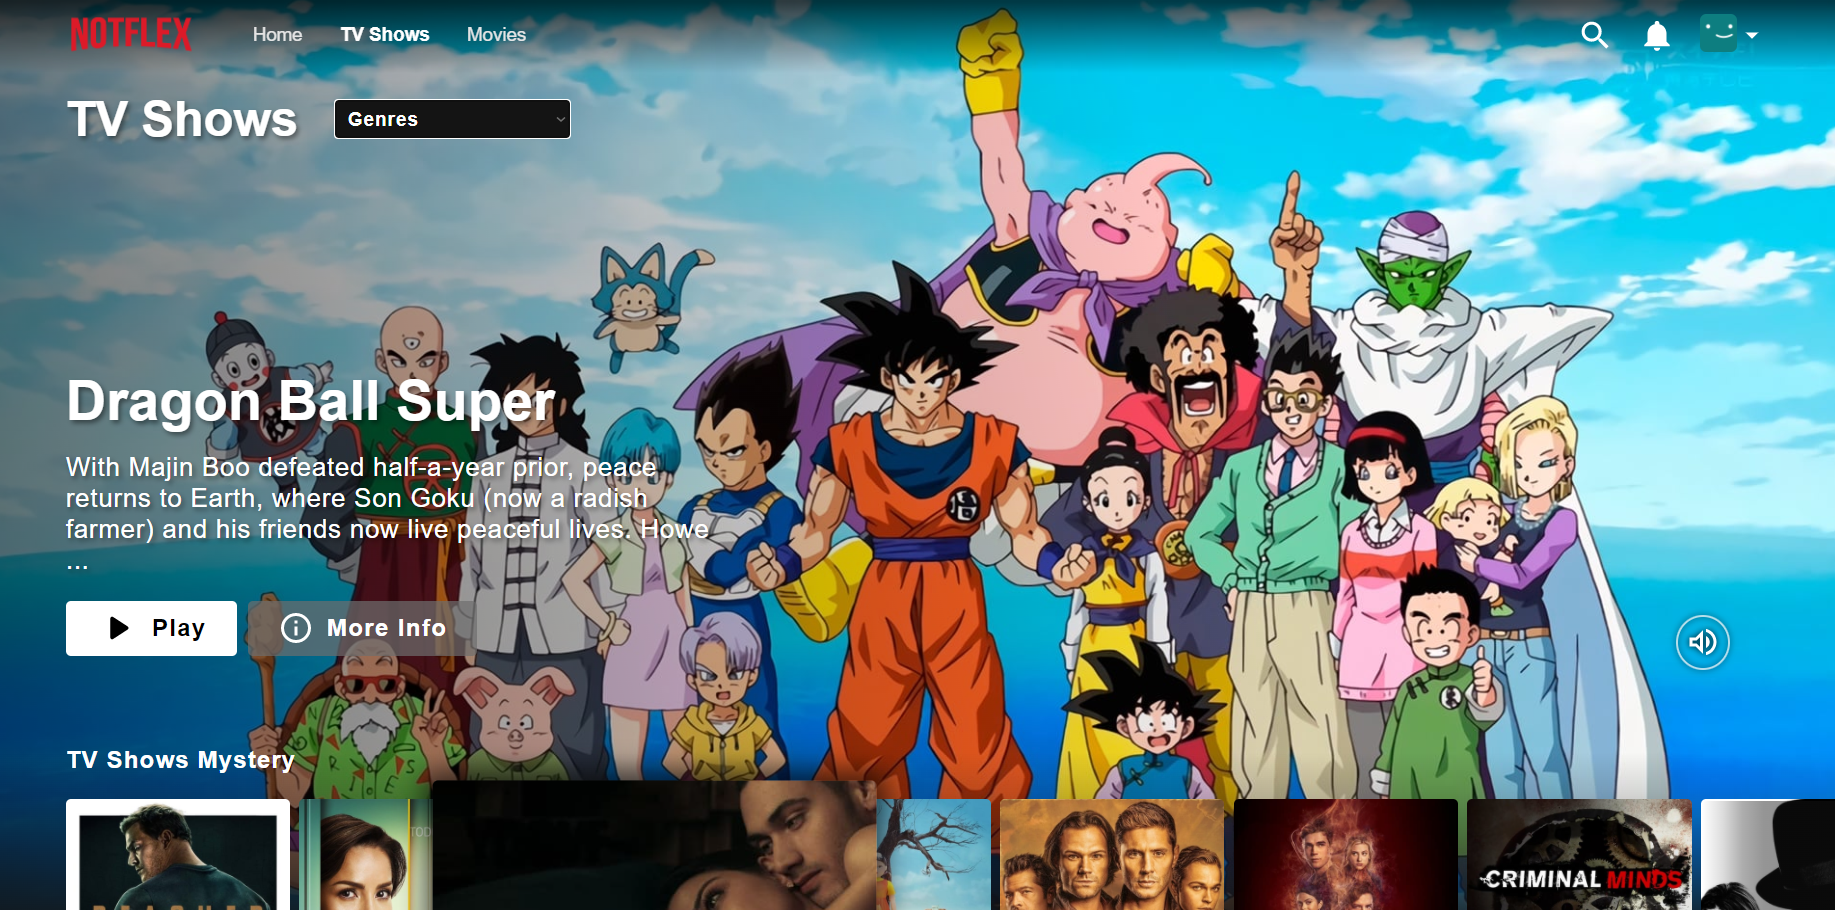 NOTFLEX
Home
TV Shows
Movies
TV Shows
Genres
Dragon Ball Super
With Majin Boo defeated half-a-year prior, peace
returns to Earth, where Son Goku (now a radish
farmer) and his friends now live peaceful lives. Howe
...
Play
More Info
TV Shows Mystery
CRIMINAL MINDS